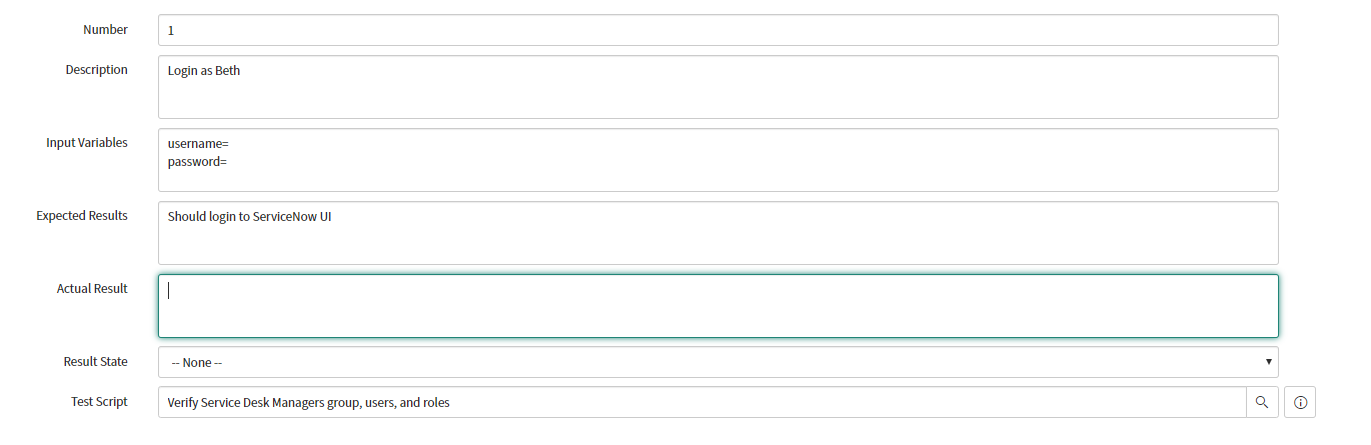 Number
1
Description
Login as Beth
Input Variables
username=
password=
Expected Results
Should login to ServiceNow UI
Actual Result
Result State
-- None --
Test Script
Verify Service Desk Managers group, users, and roles